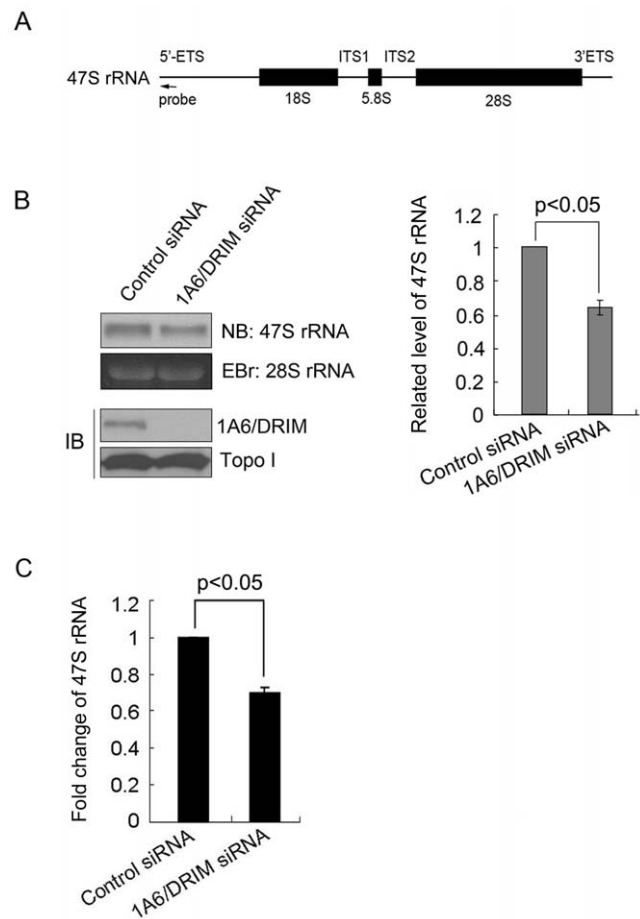 A
5'-ETS ITS1 ITS2 3'ETS
47S rRNA
probe 18S 5.8S 28S
B
Control siRNA
1A6/DRIM siRNA
NB: 47S rRNA
EBr: 28S rRNA
IB
1A6/DRIM
Topo I
Related level of 47S rRNA
1.2
1
0.8
0.6
0.4
0.2
0
p<0.05
Control siRNA
1A6/DRIM siRNA
C
Fold change of 47S rRNA
1.2
1
0.8
0.6
0.4
0.2
0
p<0.05
Control siRNA
1A6/DRIM siRNA